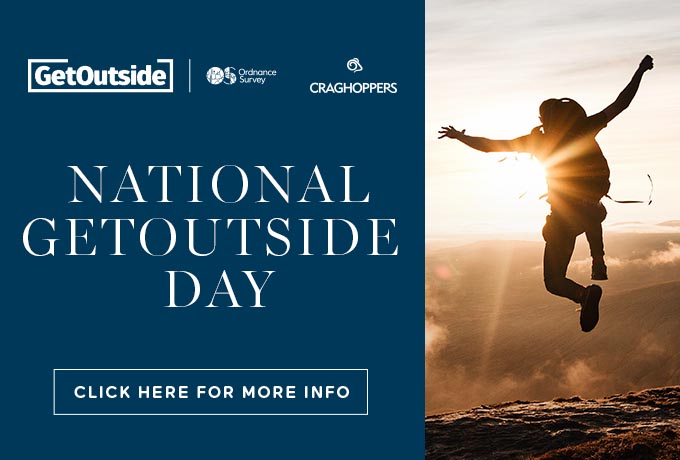 GetOutside
Ordnance
Survey
CRAGHOPPERS
NATIONAL
GETOUTSIDE
DAY
CLICK HERE FOR MORE INFO